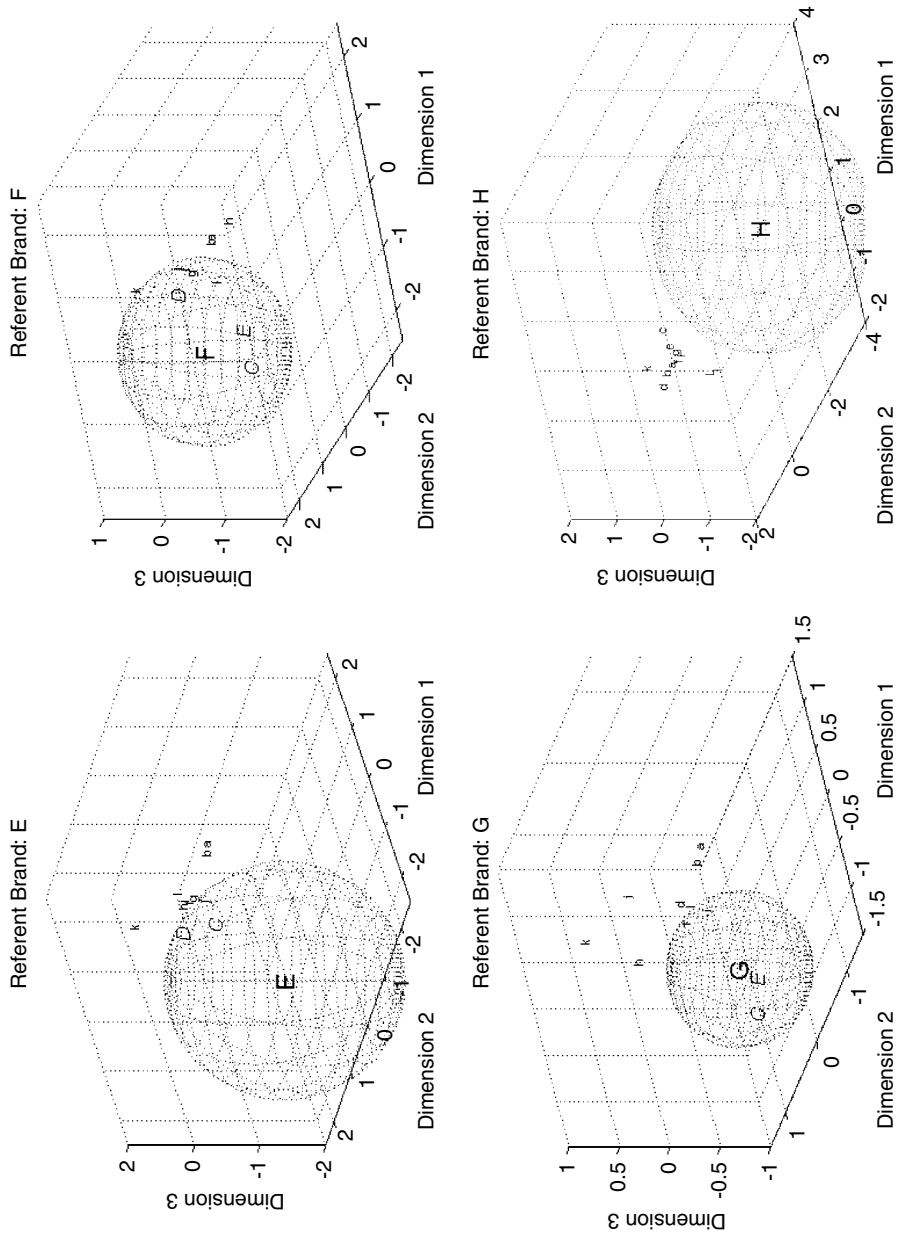 Referent Brand: E
2
0
-1
-2
Dimension 3
k
b a
D
l
g
C
E
2
1
0
-1
-2
Dimension 2
-2
-1
0
1
2
Dimension 1
Referent Brand: F
1
0
-1
-2
Dimension 3
k
D
g
f
h
F
E
C
2
1
0
-1
-2
Dimension 2
-2
-1
0
1
2
Dimension 1
Referent Brand: G
1
0.5
0
-0.5
-1
Dimension 3
k
j
h
d
f
l
b
a
G
1
0
-1
Dimension 2
-1.5
-1
-0.5
0
0.5
1
1.5
Dimension 1
Referent Brand: H
2
1
0
-1
-2
Dimension 3
k
c
d
b
e
a
g
H
2
0
-2
-4
Dimension 2
-2
-1
0
1
2
3
4
Dimension 1